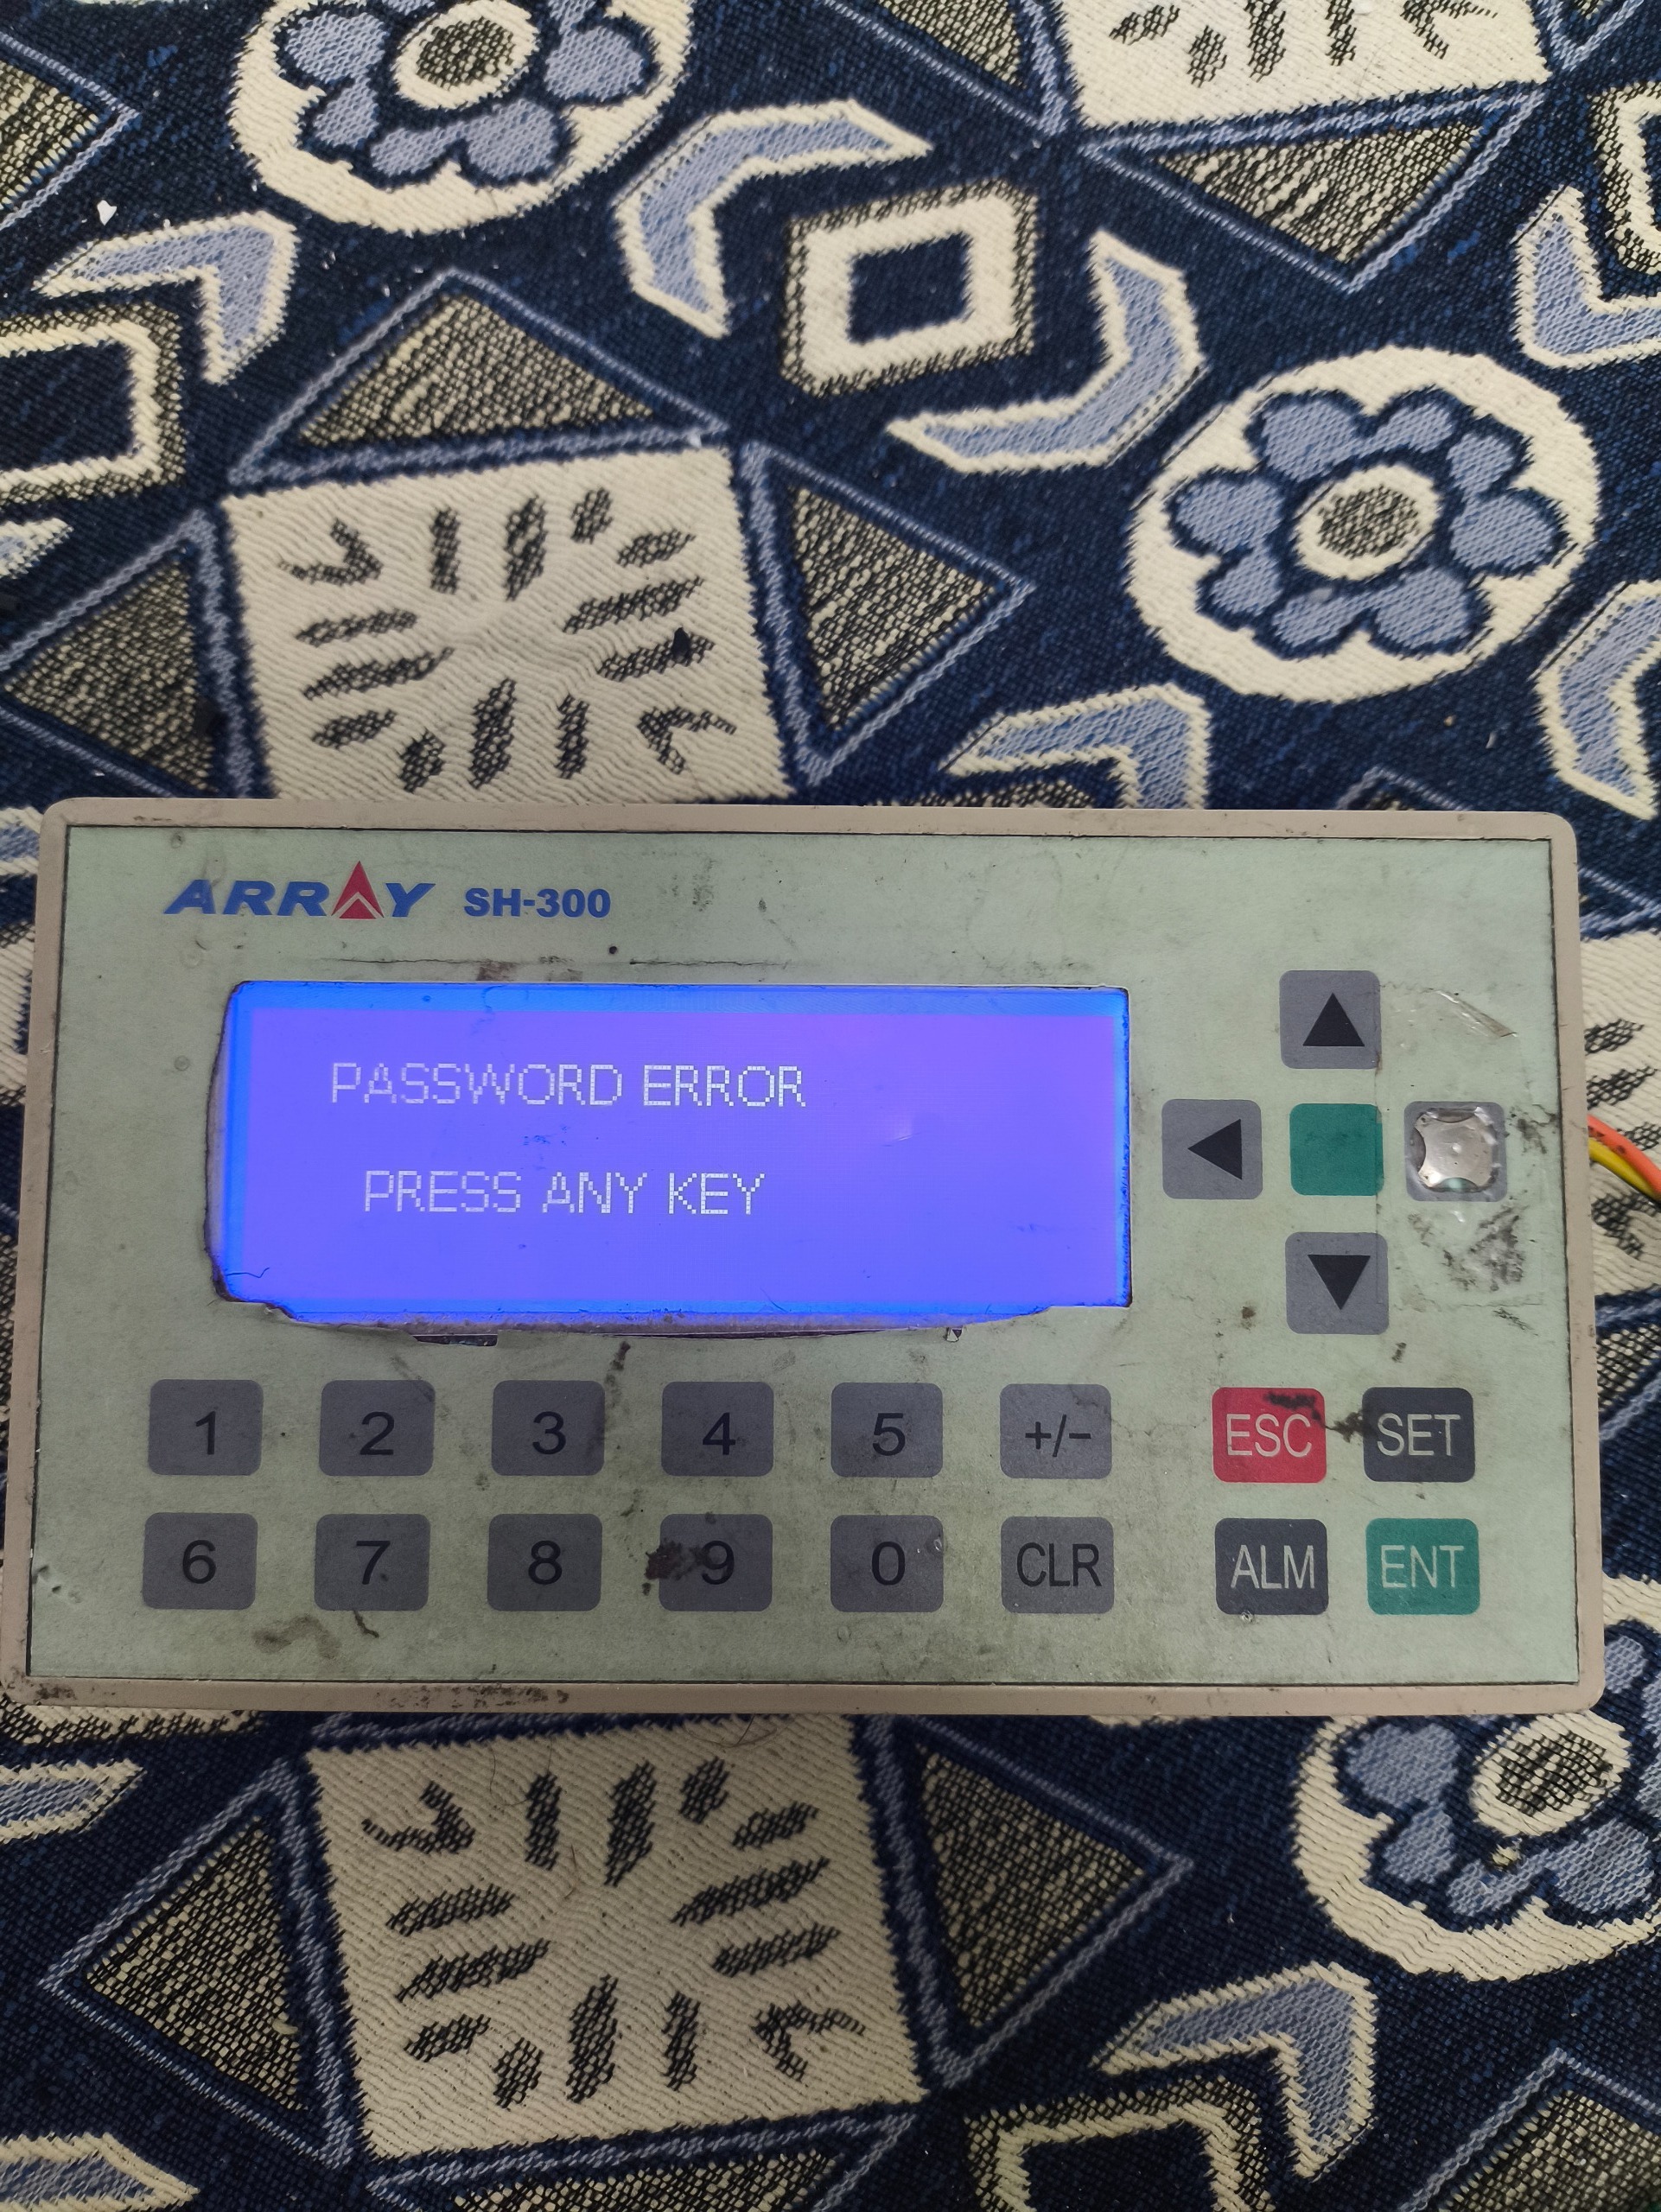 ARRAY SH-300
PASSWORD ERROR
PRESS ANY KEY
1 2 3 4 5 +/- ESC SET
6 7 8 9 0 CLR ALM ENT